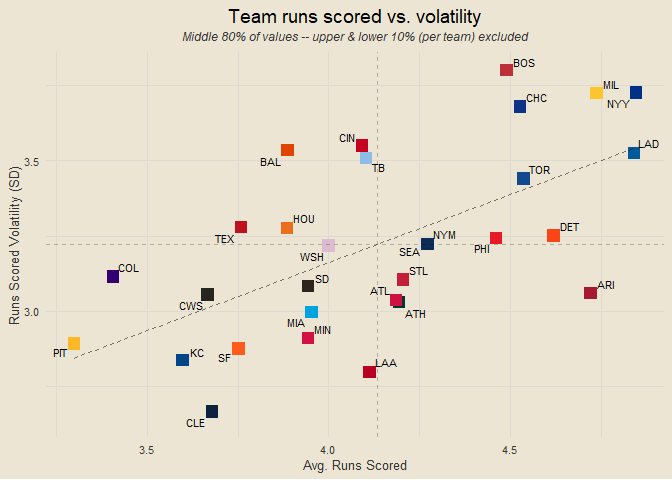 Team runs scored vs. volatility
Middle 80% of values -- upper & lower 10% (per team) excluded
BOS
MIL
CHC
NYY
CIN
LAD
BAL
TB
3.5
TOR
HOU
DET
TEX
NYM
PHI
SEA
WSH
COL
STL
SD
ATL
ARI
CWS
ATH
3.0
MIA
MIN
PIT
KC
SF
LAA
CLE
Runs Scored Volatility (SD)
3.5 4.0 4.5
Avg. Runs Scored